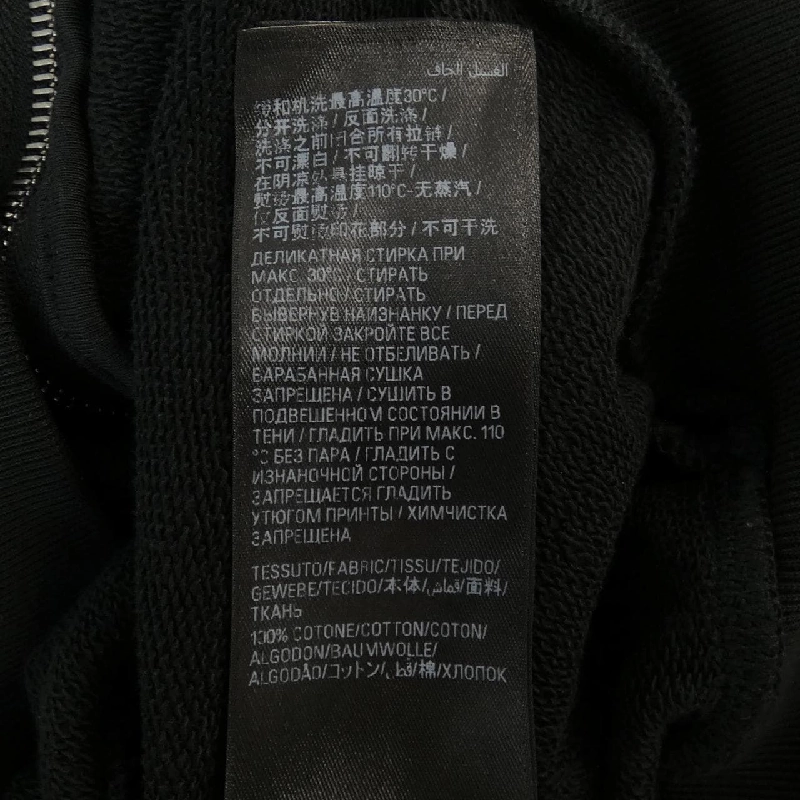 الغسل الجاف
和机洗最高温度30°C /
分开洗涤 / 反面洗涤 /
洗涤之前闭合所有拉链 /
不可漂白 / 不可翻转干燥 /
在阴凉处具挂晾干 /
熨烫最高温度110°C-无蒸汽 /
仅反面熨烫 /
不可熨烫印花部分 / 不可干洗
ДЕЛИКАТНАЯ СТИРКА ПРИ
МАКС. 30°C / СТИРАТЬ
ОТДЕЛЬНО / СТИРАТЬ
ВЫВЕРНУВ НАИЗНАНКУ / ПЕРЕД
СТИРКОЙ ЗАКРОЙТЕ ВСЕ
МОЛНИИ / НЕ ОТБЕЛИВАТЬ /
БАРАБАННАЯ СУШКА
ЗАПРЕЩЕНА / СУШИТЬ В
ПОДВЕШЕННОМ СОСТОЯНИИ В
ТЕНИ / ГЛАДИТЬ ПРИ МАКС. 110
°C БЕЗ ПАРА / ГЛАДИТЬ С
ИЗНАНОЧНОЙ СТОРОНЫ /
ЗАПРЕЩАЕТСЯ ГЛАДИТЬ
УТЮГОМ ПРИНТЫ / ХИМЧИСТКА
ЗАПРЕЩЕНА
TESSUTO/FABRIC/TISSU/TEJIDO/
GEWEBE/TECIDO/本体/قماش/面料/
ТКАНЬ
100% COTONE/COTTON/COTON/
ALGODON/BAUMWOLLE/
ALGODÃO/コットン/قطن/棉/ХЛОПОК